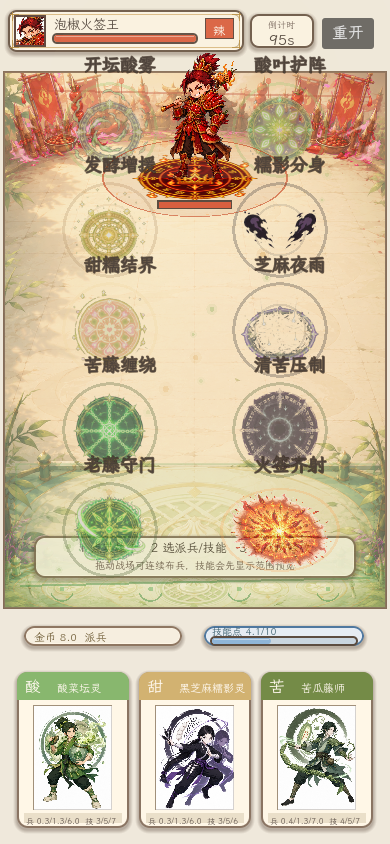 泡椒火签王
辣
倒计时
95s
重开
开坛酸雾 酸叶护阵
发酵增援 糯影分身
甜糯结界 芝麻夜雨
苦藤缠绕 清苦压制
老藤守门 火签齐射
2 选派兵/技能 -3
拖动战场可连续布兵，技能会先显示范围预览
金币 8.0 派兵
技能点 4.1/10
酸 酸菜坛灵
甜 黑芝麻糯影灵
苦 苦瓜藤师
兵 0.3/1.3/6.0 技 3/5/7
兵 0.3/1.3/6.0 技 3/5/6
兵 0.4/1.3/7.0 技 4/5/7